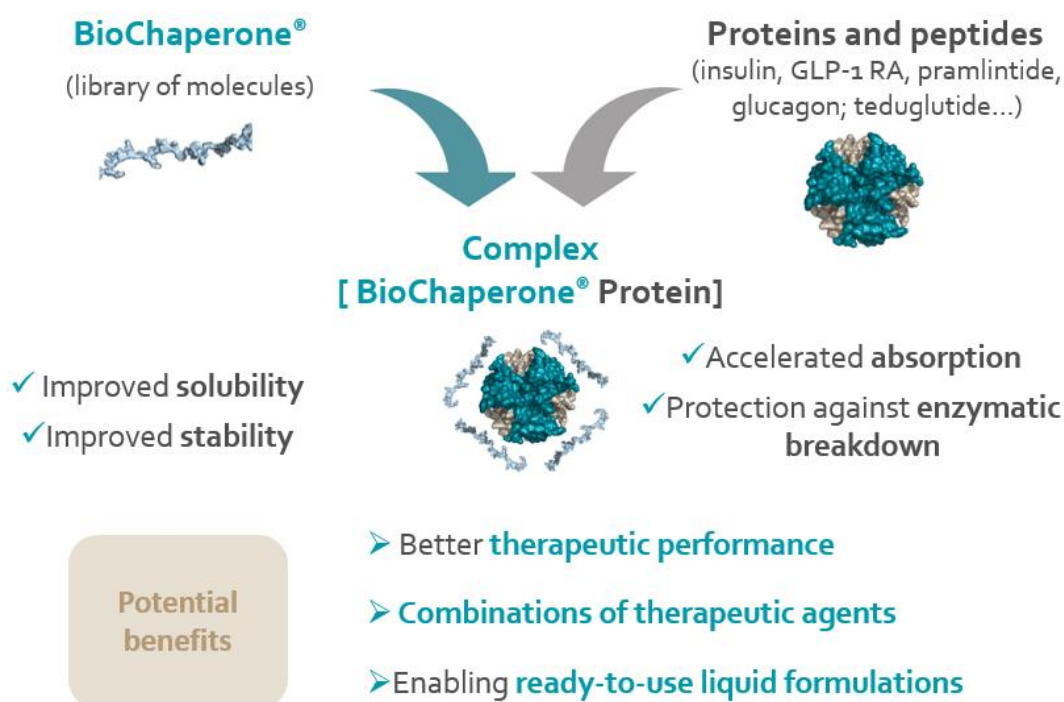 BioChaperone®
(library of molecules)
Proteins and peptides
(insulin, GLP-1 RA, pramlintide,
glucagon; teduglutide...)
Complex
[ BioChaperone® Protein]
✓ Improved solubility
✓Improved stability
✓Accelerated absorption
✓Protection against enzymatic
breakdown
Potential
benefits
➢ Better therapeutic performance
➢ Combinations of therapeutic agents
➢Enabling ready-to-use liquid formulations